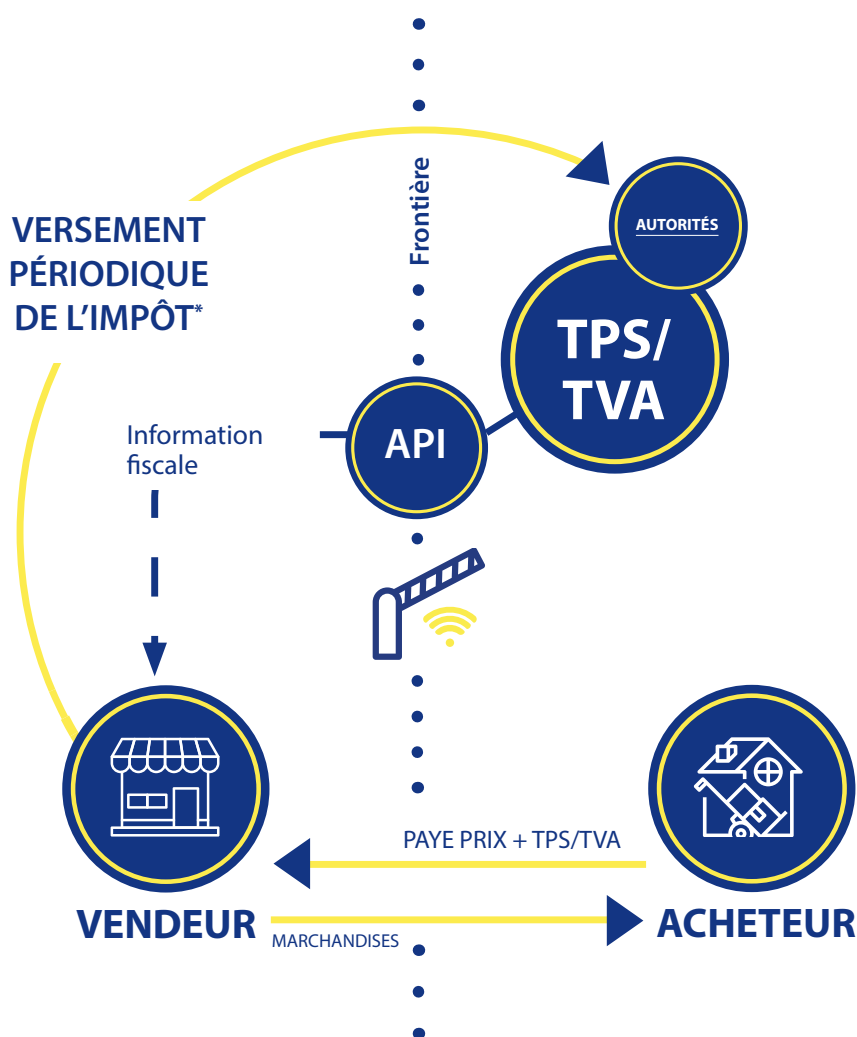 Frontière
AUTORITÉS
VERSEMENT
PÉRIODIQUE
DE L’IMPÔT*
TPS/
TVA
API
Information
fiscale
PAYE PRIX + TPS/TVA
VENDEUR
MARCHANDISES
ACHETEUR